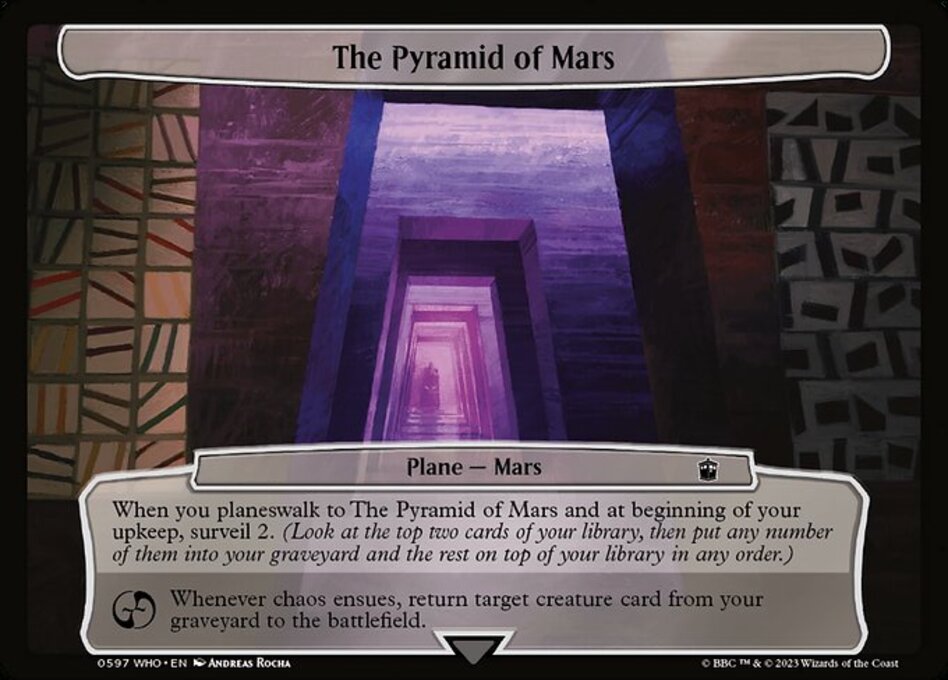 The Pyramid of Mars
Plane — Mars
When you planeswalk to The Pyramid of Mars and at beginning of your
upkeep, surveil 2. (Look at the top two cards of your library, then put any number
of them into your graveyard and the rest on top of your library in any order.)
Whenever chaos ensues, return target creature card from your
graveyard to the battlefield.
0597 WHO • EN Andreas Rocha
© BBC ™ & © 2023 Wizards of the Coast